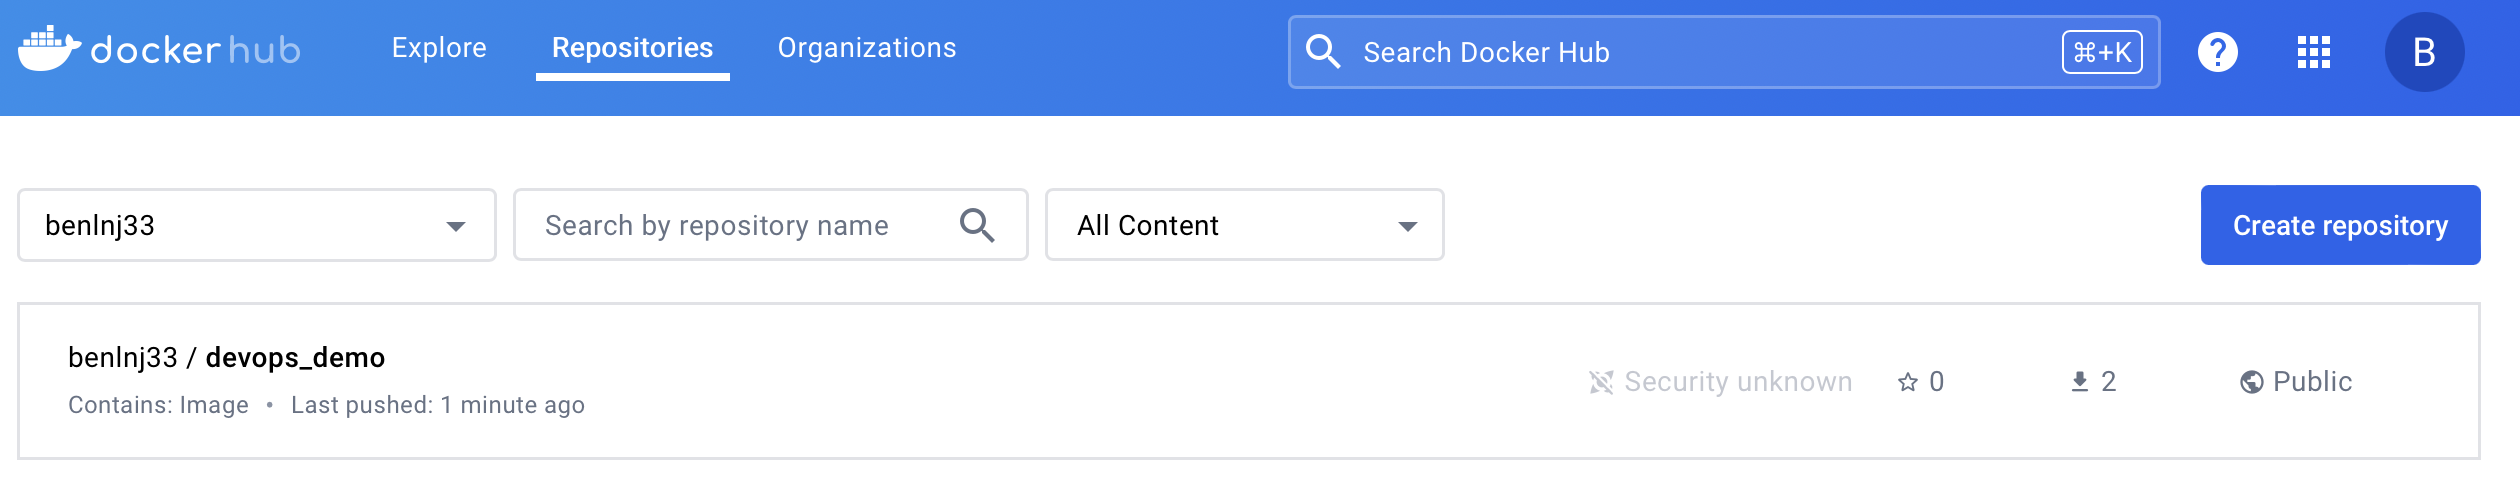 docker hub
Explore
Repositories
Organizations
Search Docker Hub
⌘+K
B
benlnj33
Search by repository name
All Content
Create repository
benlnj33 / devops_demo
Contains: Image • Last pushed: 1 minute ago
Security unknown
0
2
Public